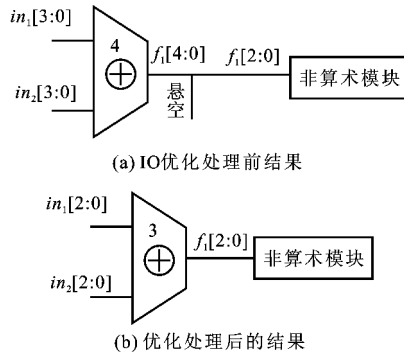 in₁[3:0]
4
f₁[4:0]
f₁[2:0]
非算术模块
in₂[3:0]
悬空
(a) IO优化处理前结果
in₁[2:0]
3
f₁[2:0]
非算术模块
in₂[2:0]
(b) 优化处理后的结果